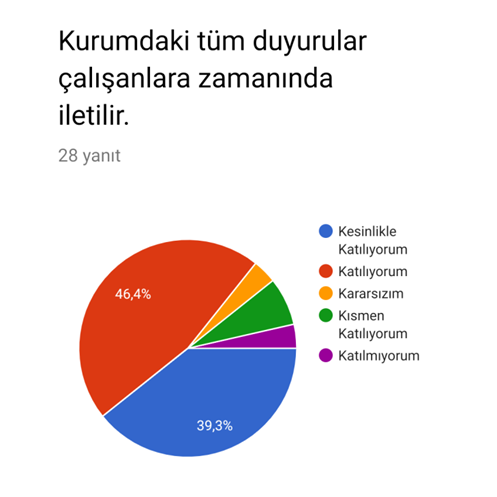 Kurumdaki tüm duyurular
çalışanlara zamanında
iletilir.
28 yanıt
Kesinlikle
Katılıyorum
Katılıyorum
Kararsızım
Kısmen
Katılıyorum
Katılmıyorum
46,4%
39,3%